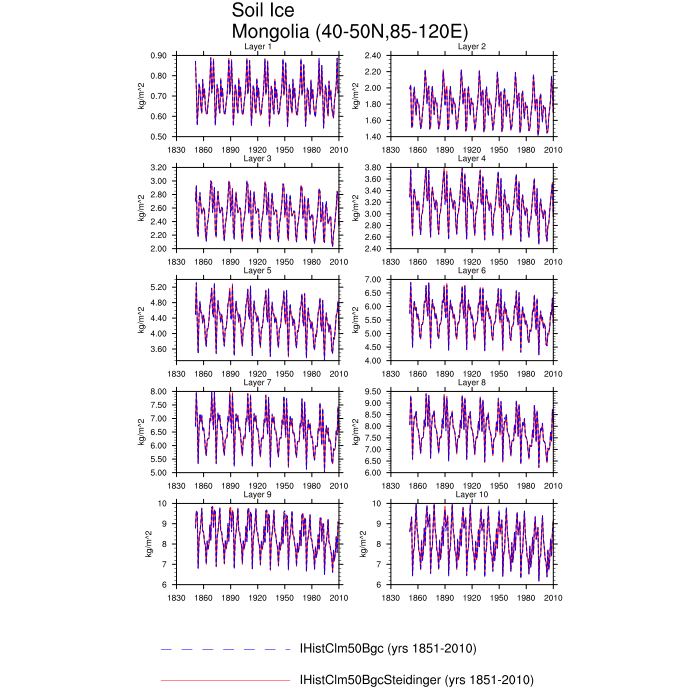 Soil Ice
Mongolia (40-50N,85-120E)
Layer 1
Layer 2
kg/m^2
0.90
0.80
0.70
0.60
0.50
1830 1860 1890 1920 1950 1980 2010
kg/m^2
2.40
2.20
2.00
1.80
1.60
1.40
1830 1860 1890 1920 1950 1980 2010
Layer 3
Layer 4
kg/m^2
3.20
3.00
2.80
2.60
2.40
2.20
2.00
1830 1860 1890 1920 1950 1980 2010
kg/m^2
3.80
3.60
3.40
3.20
3.00
2.80
2.60
2.40
1830 1860 1890 1920 1950 1980 2010
Layer 5
Layer 6
kg/m^2
5.20
4.80
4.40
4.00
3.60
1830 1860 1890 1920 1950 1980 2010
kg/m^2
7.00
6.50
6.00
5.50
5.00
4.50
4.00
1830 1860 1890 1920 1950 1980 2010
Layer 7
Layer 8
kg/m^2
8.00
7.50
7.00
6.50
6.00
5.50
5.00
1830 1860 1890 1920 1950 1980 2010
kg/m^2
9.50
9.00
8.50
8.00
7.50
7.00
6.50
6.00
1830 1860 1890 1920 1950 1980 2010
Layer 9
Layer 10
kg/m^2
10
9
8
7
6
1830 1860 1890 1920 1950 1980 2010
kg/m^2
10
9
8
7
6
1830 1860 1890 1920 1950 1980 2010
IHistClm50Bgc (yrs 1851-2010)
IHistClm50BgcSteidinger (yrs 1851-2010)